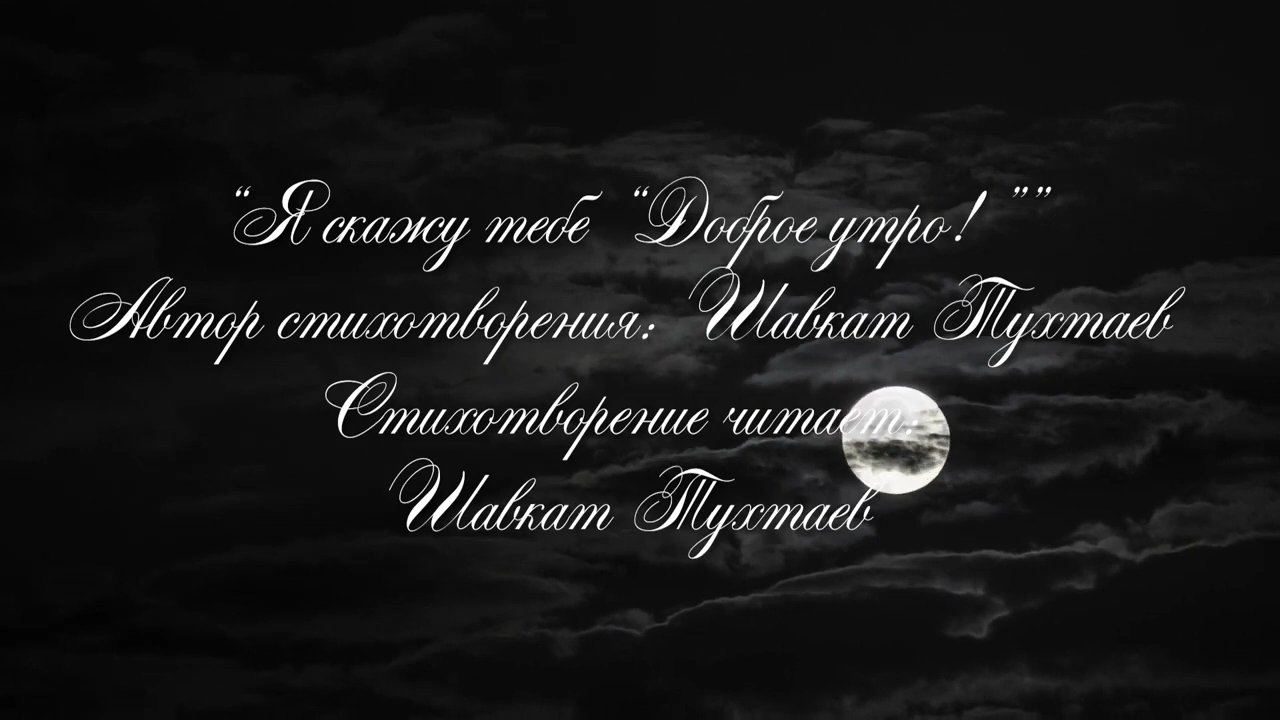 “Я скажу тебе “Доброе утро! ””
Автор стихотворения: Шавкат Тухтаев
Стихотворение читает:
Шавкат Тухтаев